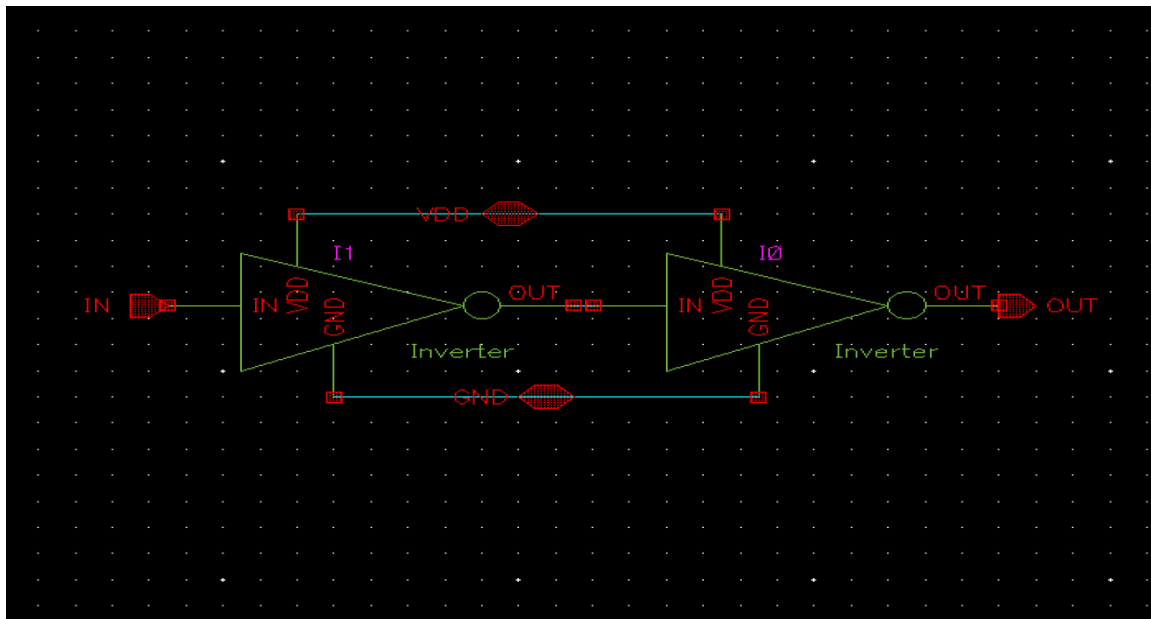 VDD
I1 I0
OUT OUT
IN IN VDD GND IN VDD GND OUT
Inverter Inverter
GND